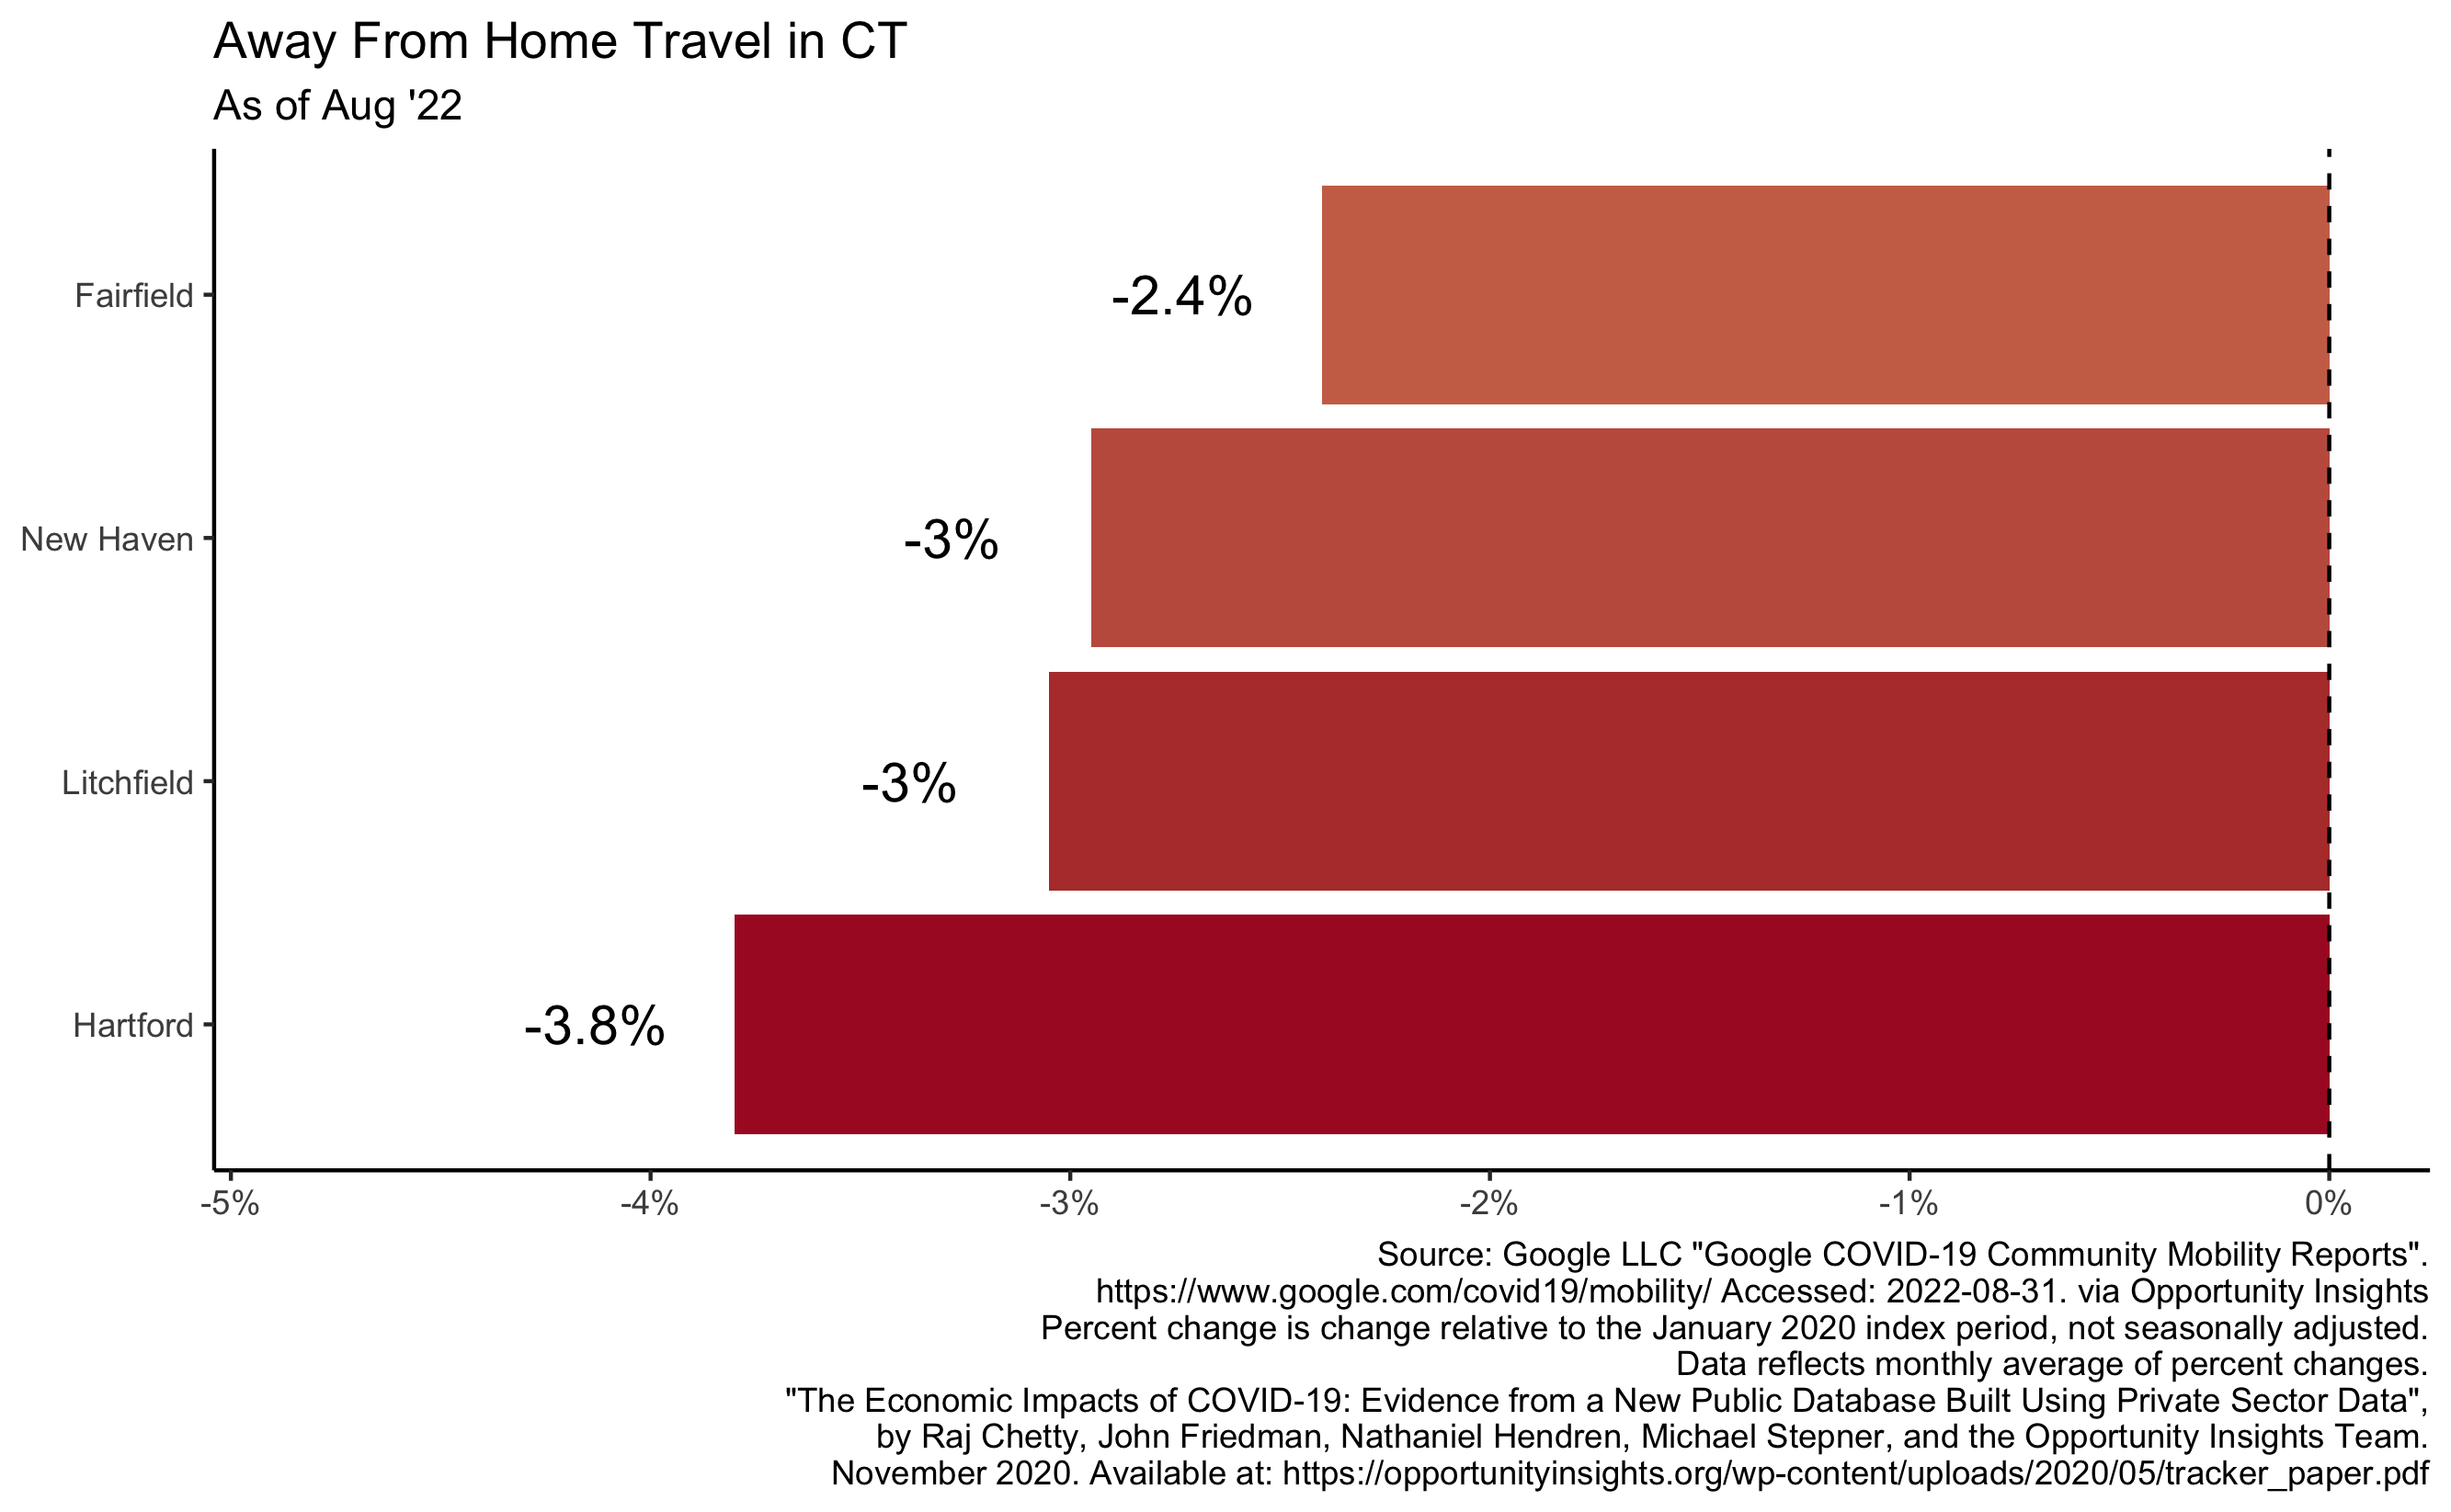 Away From Home Travel in CT
As of Aug '22
Fairfield
-2.4%
New Haven
-3%
Litchfield
-3%
Hartford
-3.8%
-5% -4% -3% -2% -1% 0%
Source: Google LLC "Google COVID-19 Community Mobility Reports".
https://www.google.com/covid19/mobility/ Accessed: 2022-08-31. via Opportunity Insights
Percent change is change relative to the January 2020 index period, not seasonally adjusted.
Data reflects monthly average of percent changes.
"The Economic Impacts of COVID-19: Evidence from a New Public Database Built Using Private Sector Data",
by Raj Chetty, John Friedman, Nathaniel Hendren, Michael Stepner, and the Opportunity Insights Team.
November 2020. Available at: https://opportunityinsights.org/wp-content/uploads/2020/05/tracker_paper.pdf